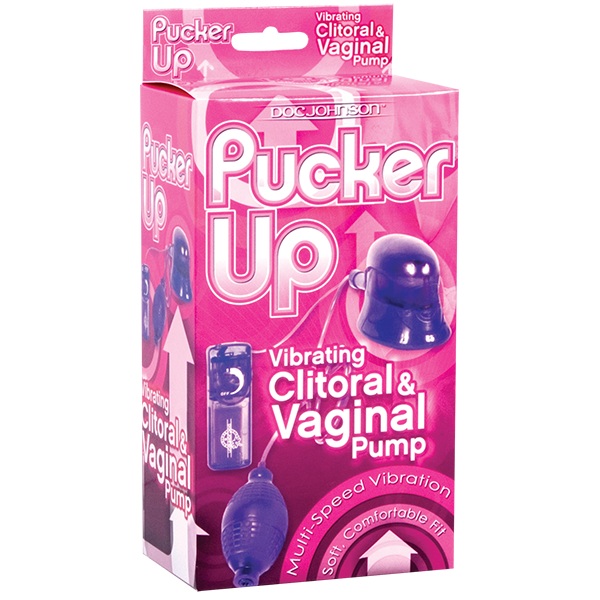 Pucker
Up
Vibrating
Clitoral &
Vaginal
Pump
DOC JOHNSON™
Pucker
Up
Vibrating
Clitoral &
Vaginal
Pump
Multi-Speed Vibration
Soft, Comfortable Fit
Pucker
Up
Vibrating
Clitoral &
Vaginal
Pump